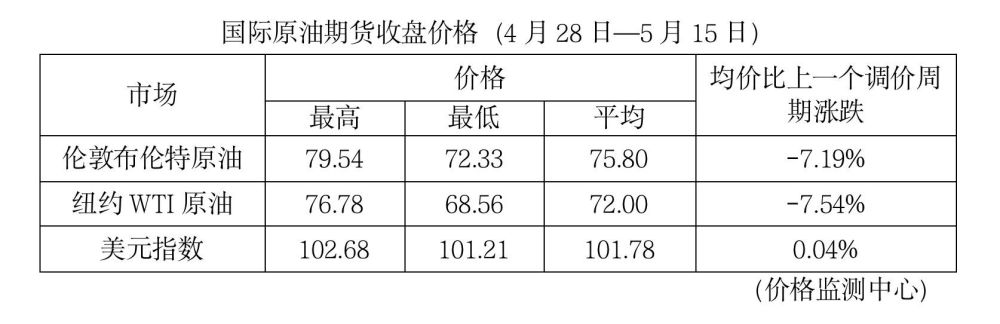 国际原油期货收盘价格 (4 月 28 日—5 月 15 日)
市场 价格 均价比上一个调价周期涨跌
最高 最低 平均
伦敦布伦特原油 79.54 72.33 75.80 -7.19%
纽约 WTI 原油 76.78 68.56 72.00 -7.54%
美元指数 102.68 101.21 101.78 0.04%
(价格监测中心)